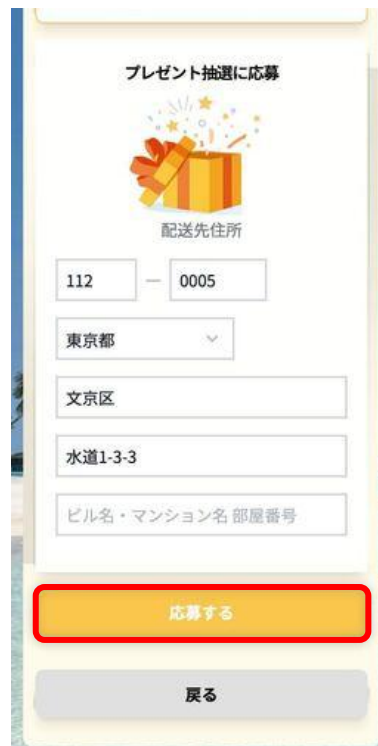 プレゼント抽選に応募
配送先住所
112 — 0005
東京都
文京区
水道1-3-3
ビル名・マンション名 部屋番号
応募する
戻る